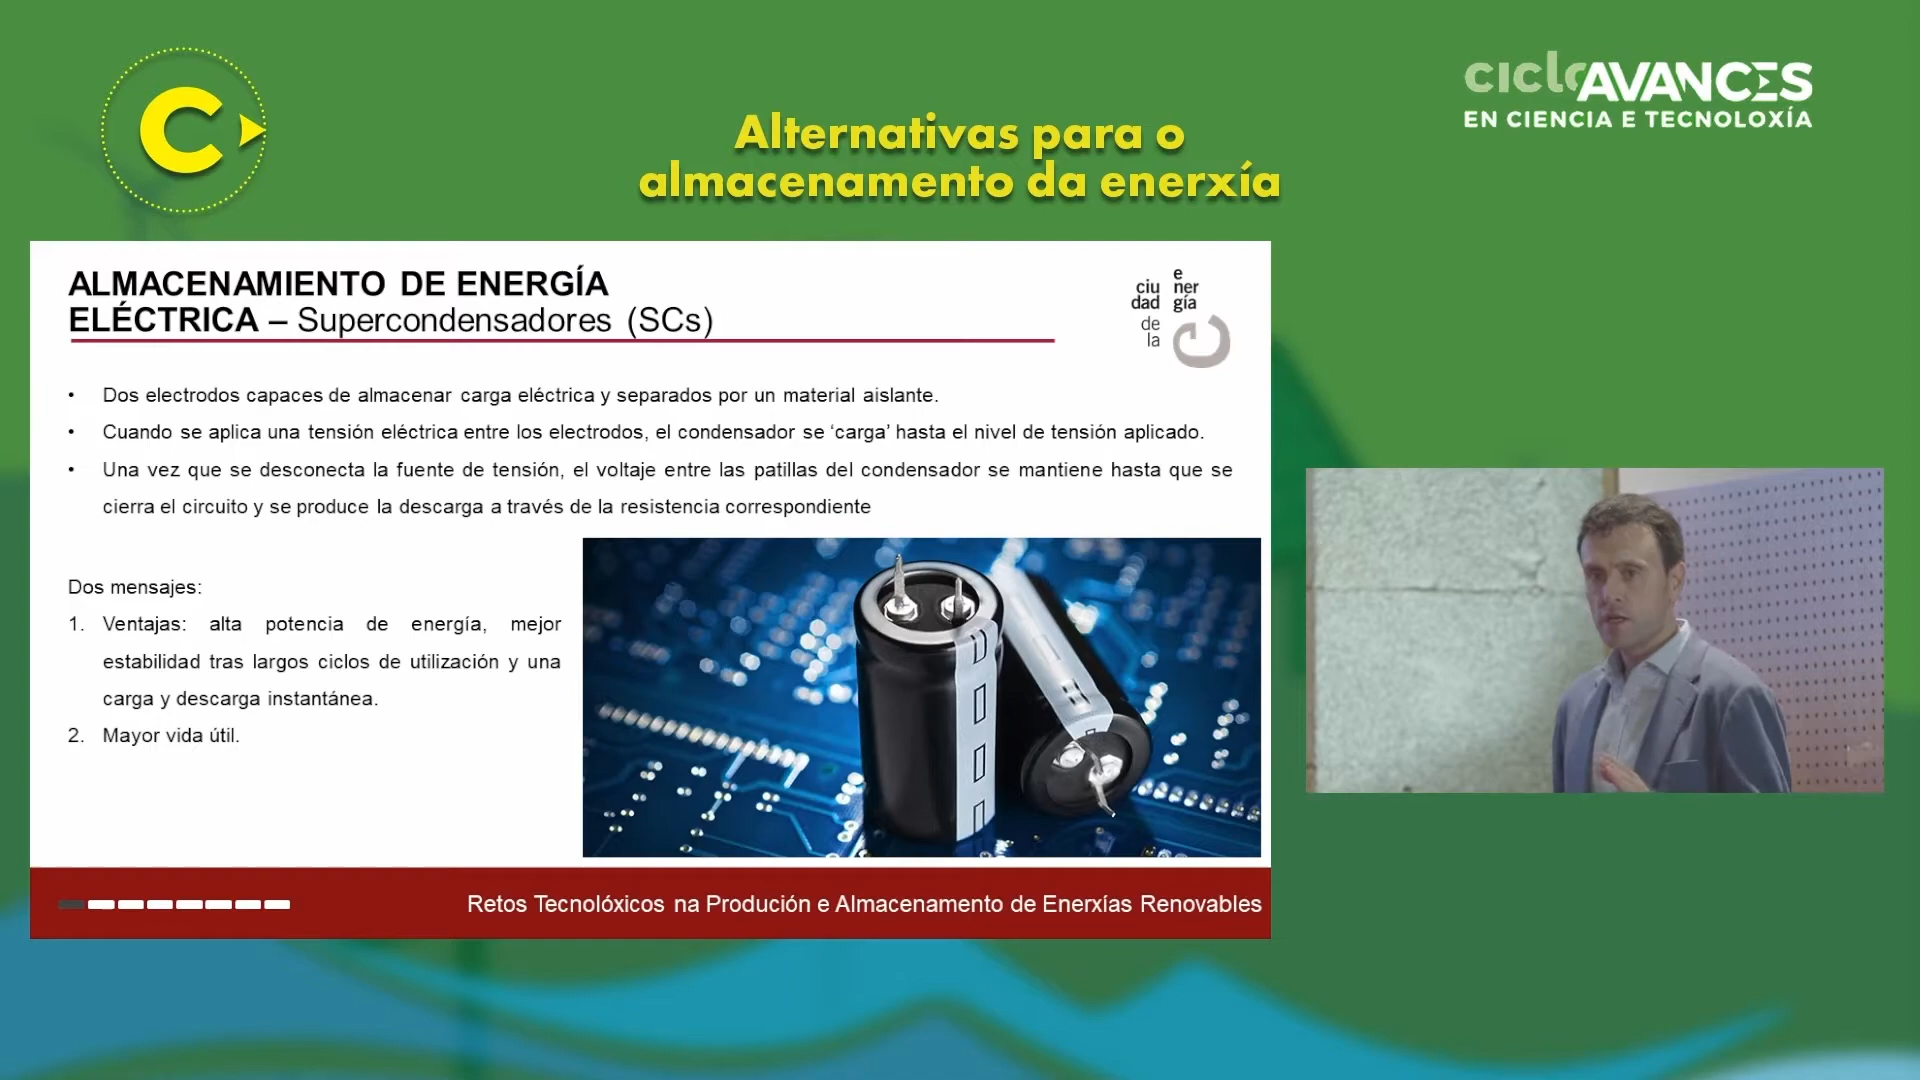 C
cicloAVANCES
EN CIENCIA E TECNOLOXÍA
Alternativas para o
almacenamento da enerxía
ALMACENAMIENTO DE ENERGÍA
ELÉCTRICA – Supercondensadores (SCs)
ciudad de la energía
• Dos electrodos capaces de almacenar carga eléctrica y separados por un material aislante.
• Cuando se aplica una tensión eléctrica entre los electrodos, el condensador se ‘carga’ hasta el nivel de tensión aplicado.
• Una vez que se desconecta la fuente de tensión, el voltaje entre las patillas del condensador se mantiene hasta que se
cierra el circuito y se produce la descarga a través de la resistencia correspondiente
Dos mensajes:
1. Ventajas: alta potencia de energía, mejor
estabilidad tras largos ciclos de utilización y una
carga y descarga instantánea.
2. Mayor vida útil.
Retos Tecnolóxicos na Produción e Almacenamento de Enerxías Renovables